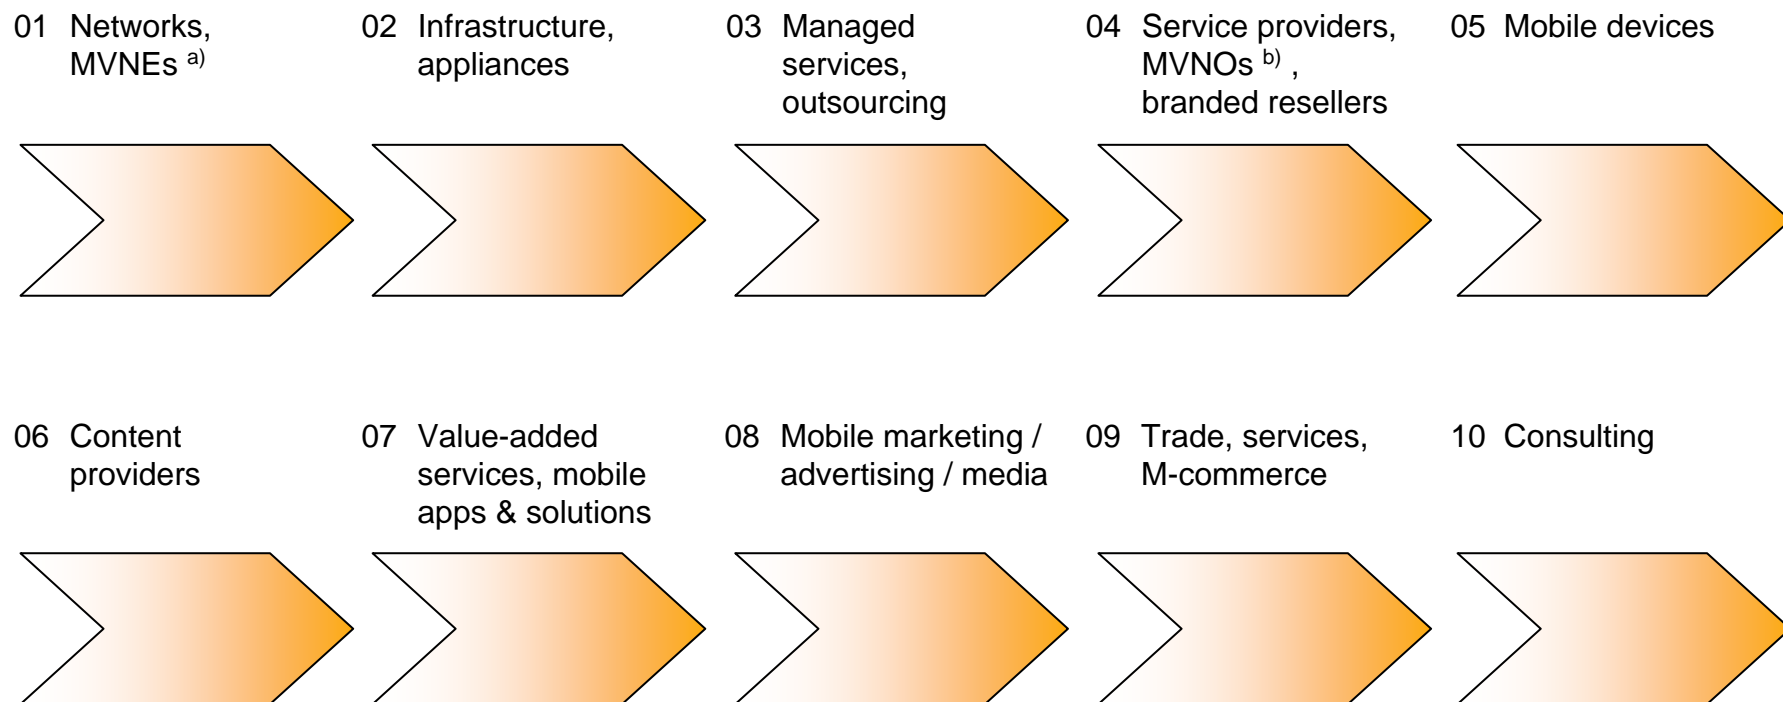 01 Networks,
MVNEs a)
02 Infrastructure,
appliances
03 Managed
services,
outsourcing
04 Service providers,
MVNOs b) ,
branded resellers
05 Mobile devices
06 Content
providers
07 Value-added
services, mobile
apps & solutions
08 Mobile marketing /
advertising / media
09 Trade, services,
M-commerce
10 Consulting